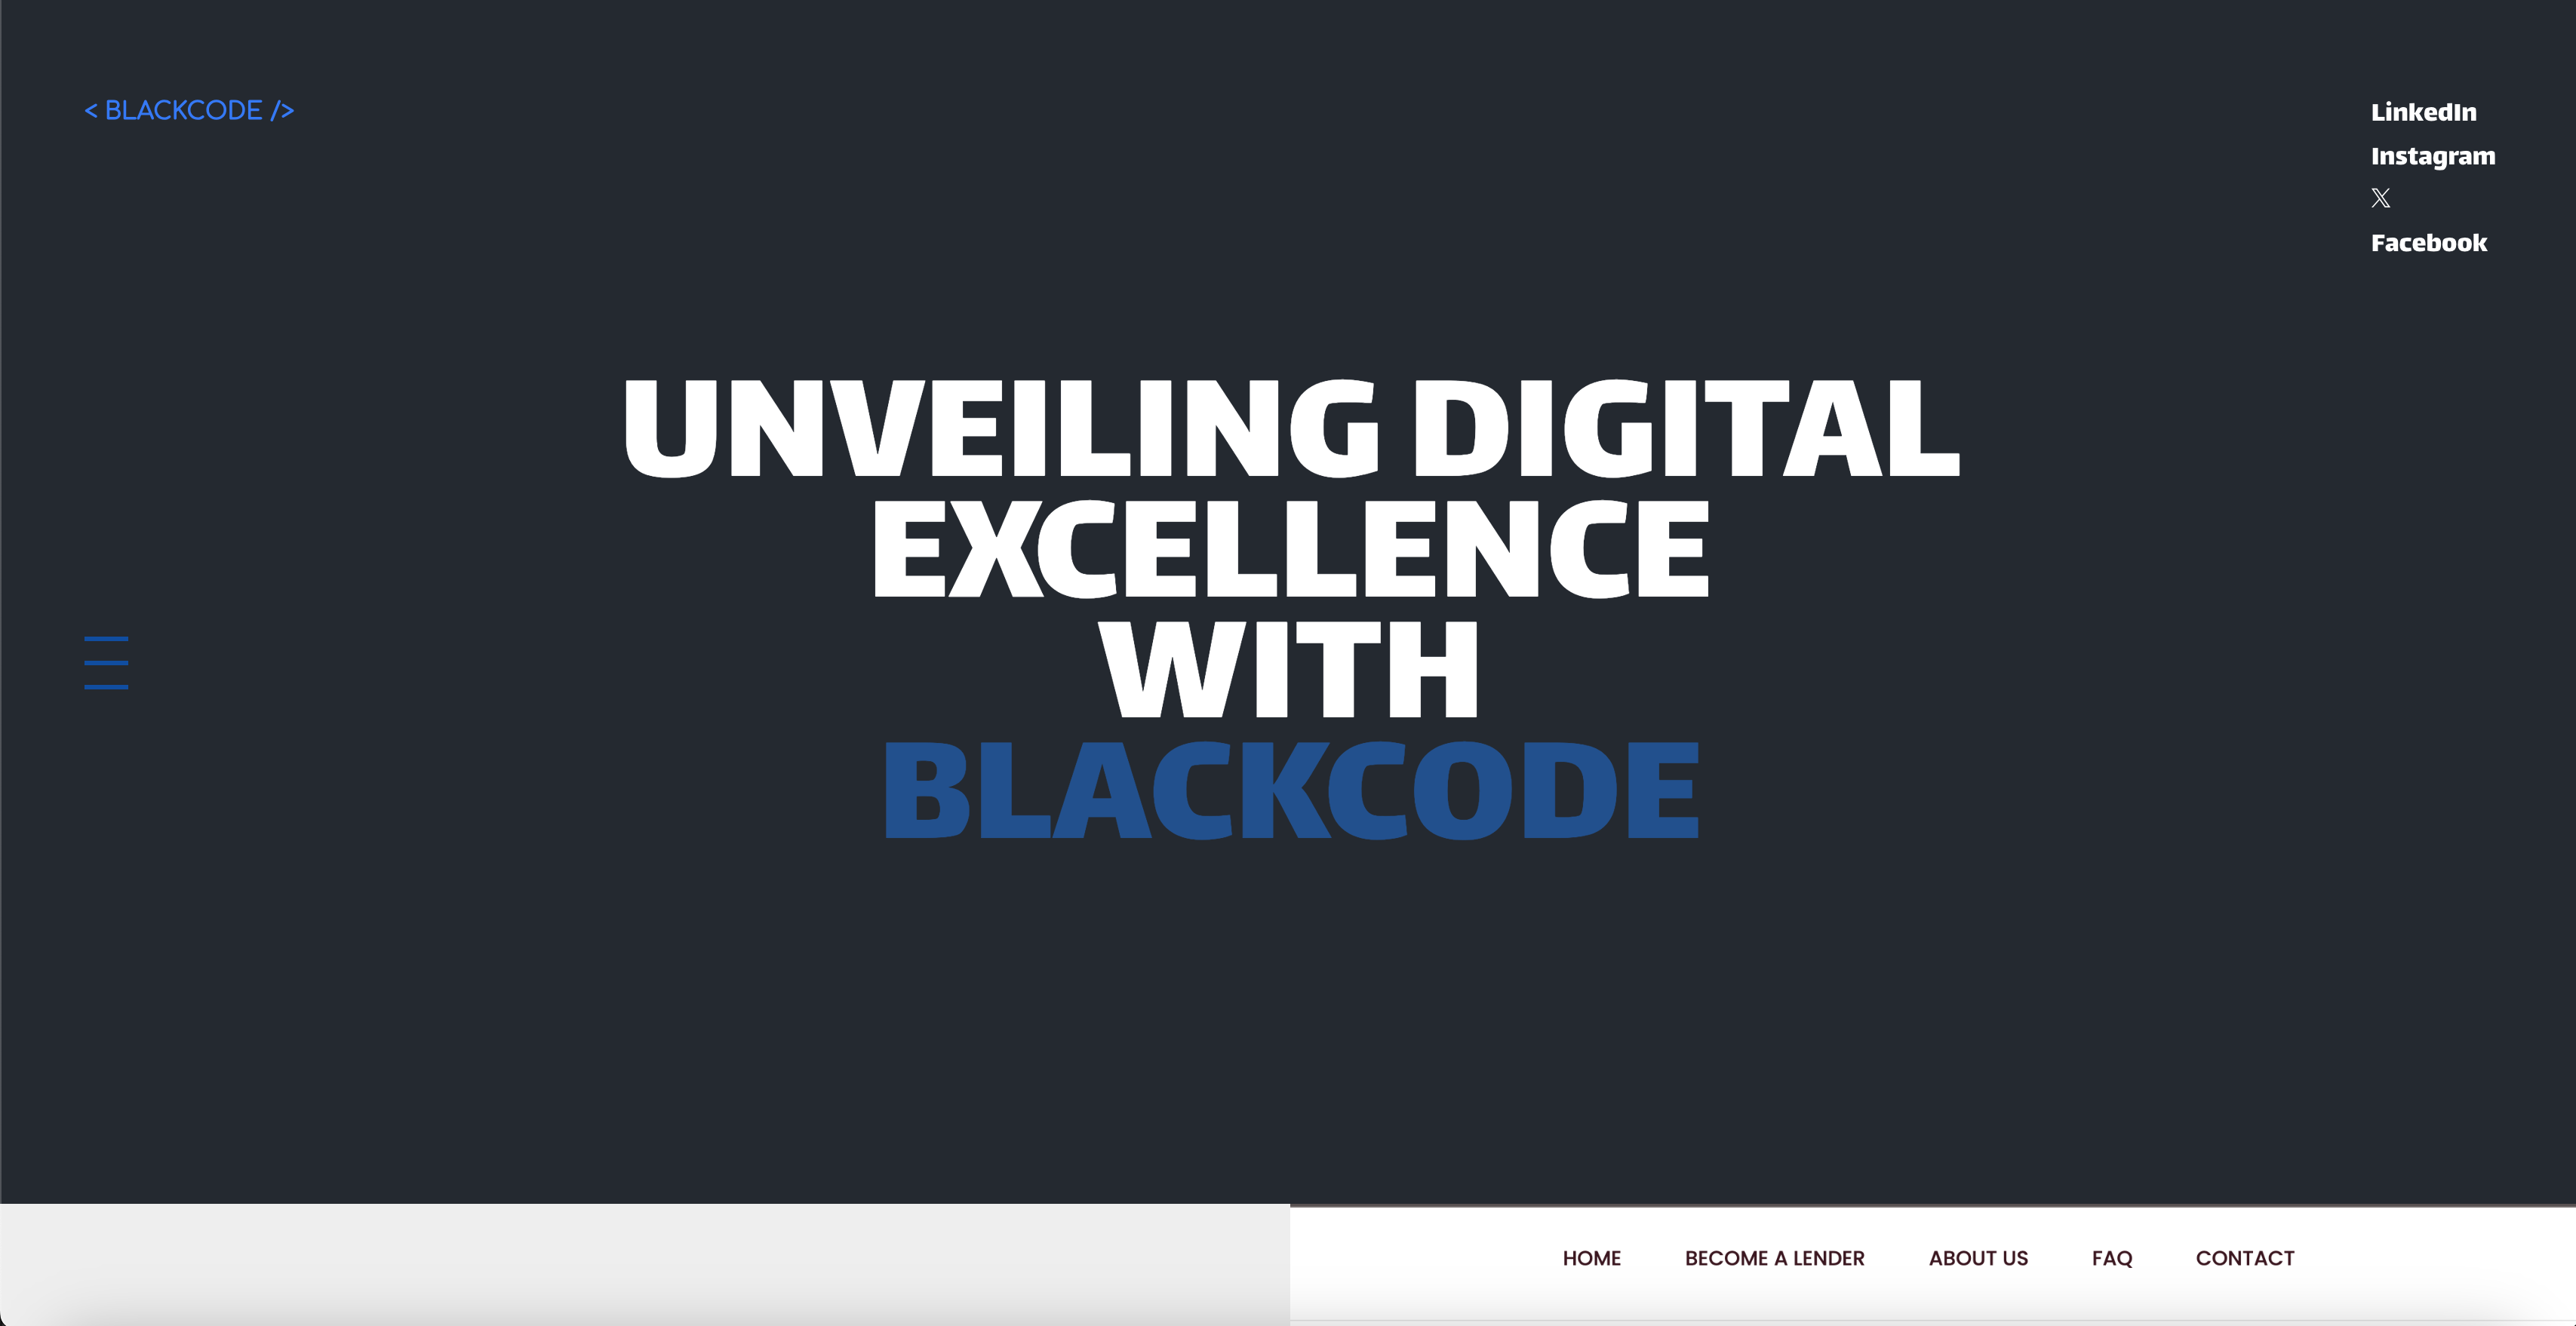 < BLACKCODE />
LinkedIn
Instagram
𝕏
Facebook
UNVEILING DIGITAL
EXCELLENCE
WITH
BLACKCODE
HOME BECOME A LENDER ABOUT US FAQ CONTACT